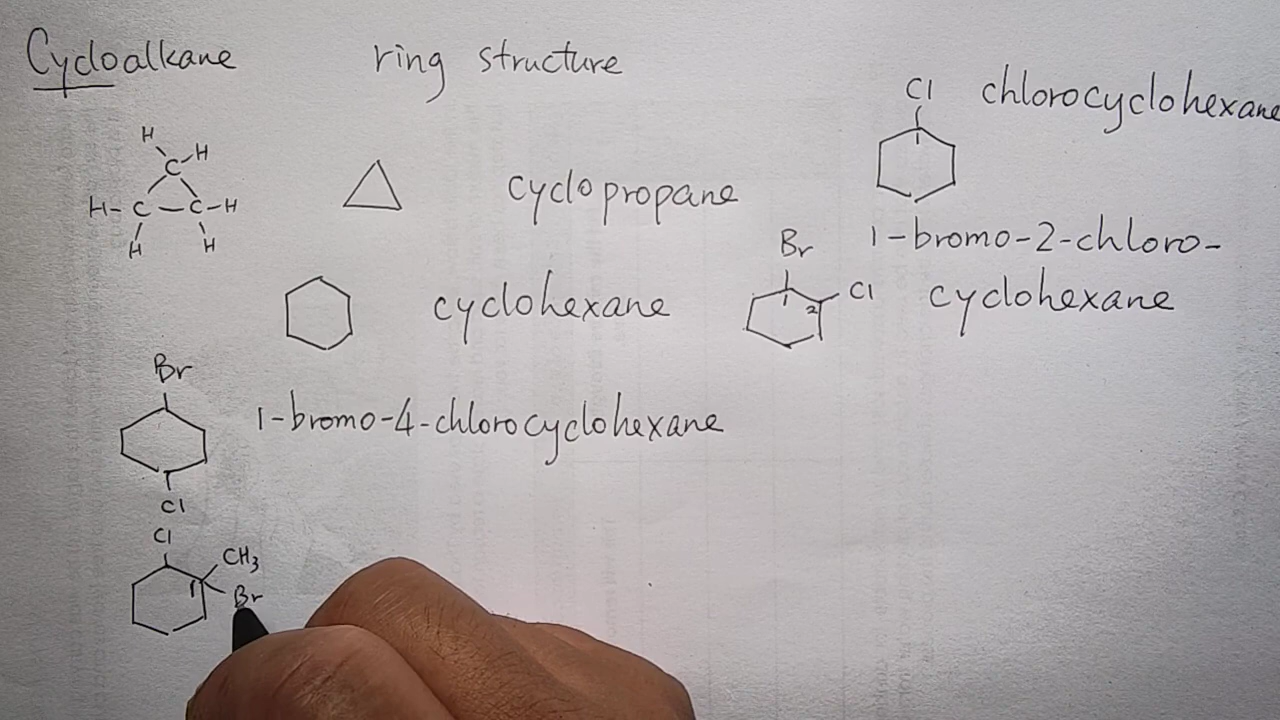 Cycloalkane ring structure
Cl chlorocyclohexane
H
H
C
H C C H
H H
cyclopropane
Br 1-bromo-2-chloro-
1 2 Cl cyclohexane
cyclohexane
Br
1-bromo-4-chlorocyclohexane
Cl
Cl
CH3
1 Br